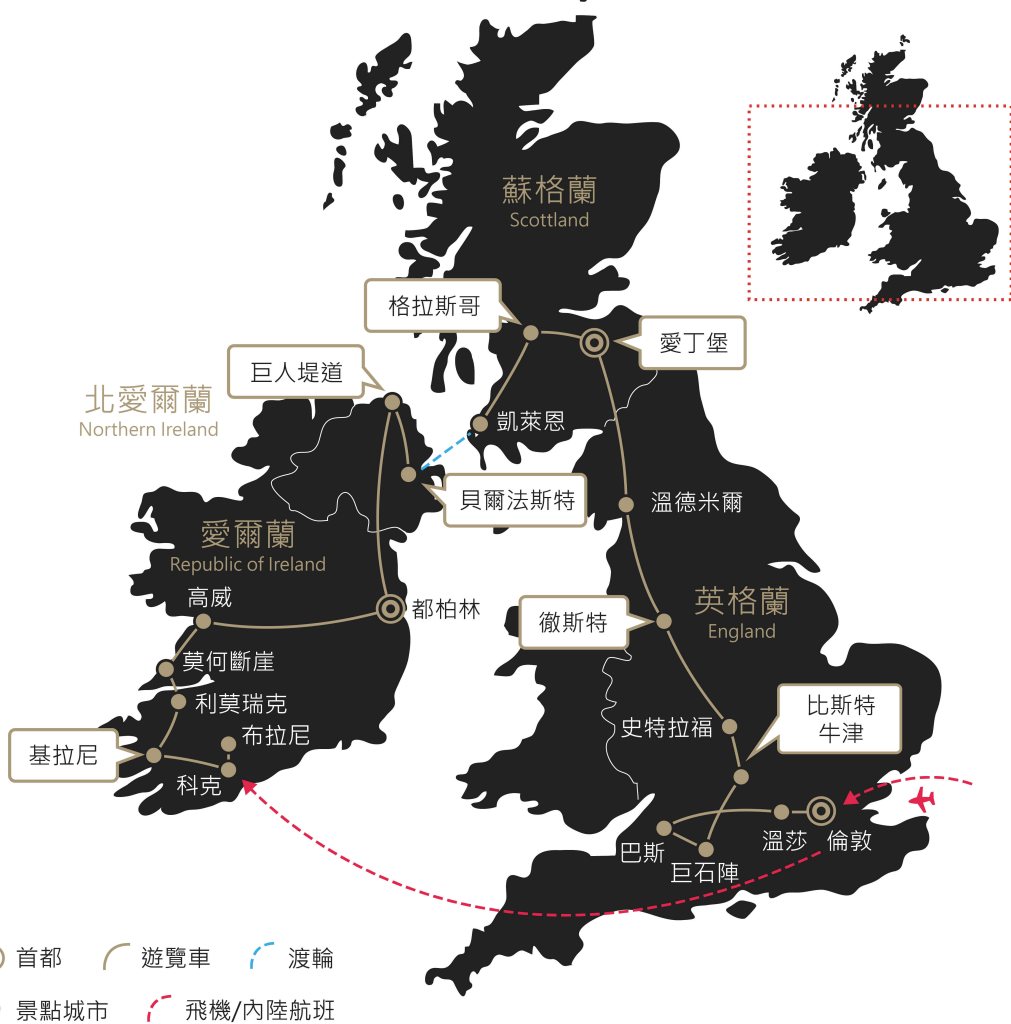 蘇格蘭
Scottland
格拉斯哥
愛丁堡
巨人堤道
北愛爾蘭
Northern Ireland
凱萊恩
貝爾法斯特
溫德米爾
愛爾蘭
Republic of Ireland
高威
都柏林
徹斯特
英格蘭
England
莫何斷崖
利莫瑞克
布拉尼
基拉尼
科克
史特拉福
比斯特
牛津
巴斯
巨石陣
溫莎
倫敦
首都
遊覽車
渡輪
景點城市
飛機/內陸航班